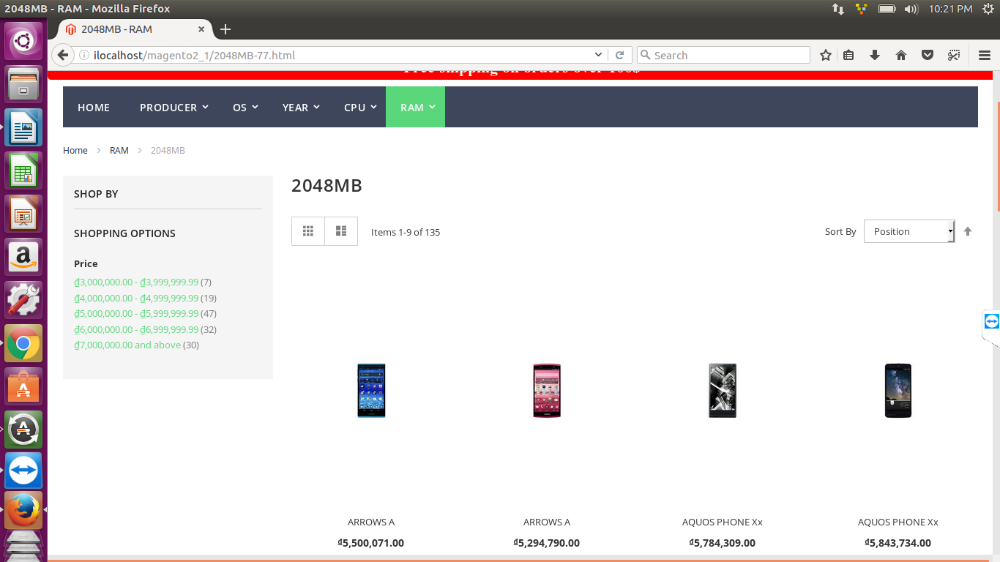 2048MB - RAM - Mozilla Firefox
10:21 PM
2048MB - RAM
ilocalhost/magento2_1/2048MB-77.html
Search
Free shipping on orders over 100$
HOME PRODUCER OS YEAR CPU RAM
Home RAM 2048MB
SHOP BY
SHOPPING OPTIONS
Price
₫3,000,000.00 - ₫3,999,999.99 (7)
₫4,000,000.00 - ₫4,999,999.99 (19)
₫5,000,000.00 - ₫5,999,999.99 (47)
₫6,000,000.00 - ₫6,999,999.99 (32)
₫7,000,000.00 and above (30)
2048MB
Items 1-9 of 135
Sort By Position
ARROWS A ARROWS A AQUOS PHONE Xx AQUOS PHONE Xx
₫5,500,071.00 ₫5,294,790.00 ₫5,784,309.00 ₫5,843,734.00